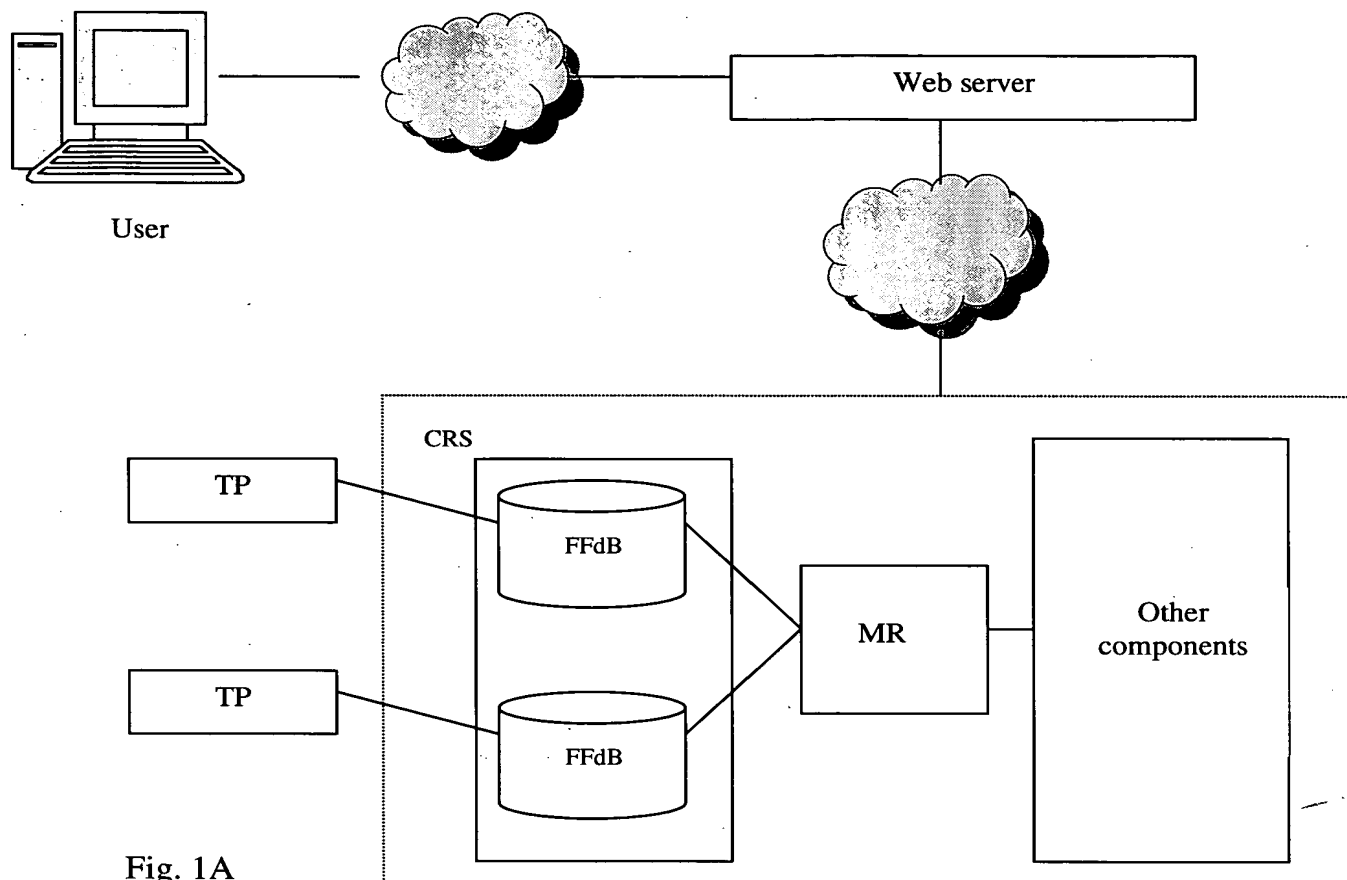 Web server
User
CRS
TP
FFdB
MR
Other
components
TP
FFdB
Fig. 1A